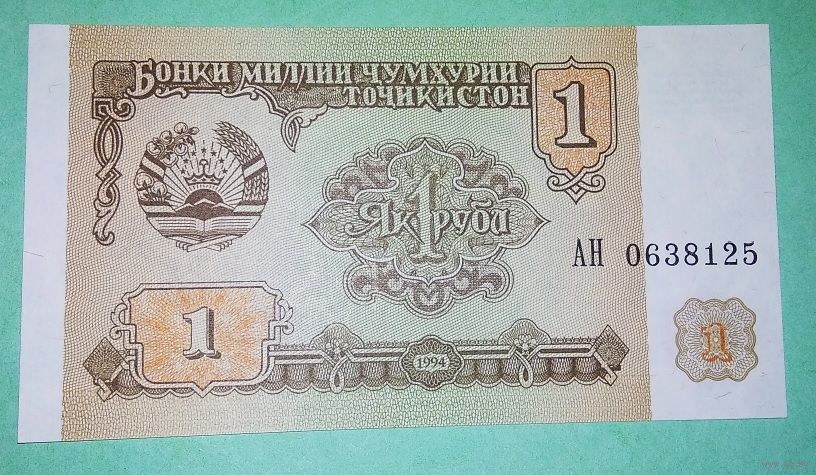 БОНКИ МИЛЛИИ ҶУМҲУРИИ
ТОҶИКИСТОН
1
1
ЯК РУБЛ
АН 0638125
1
1994
1